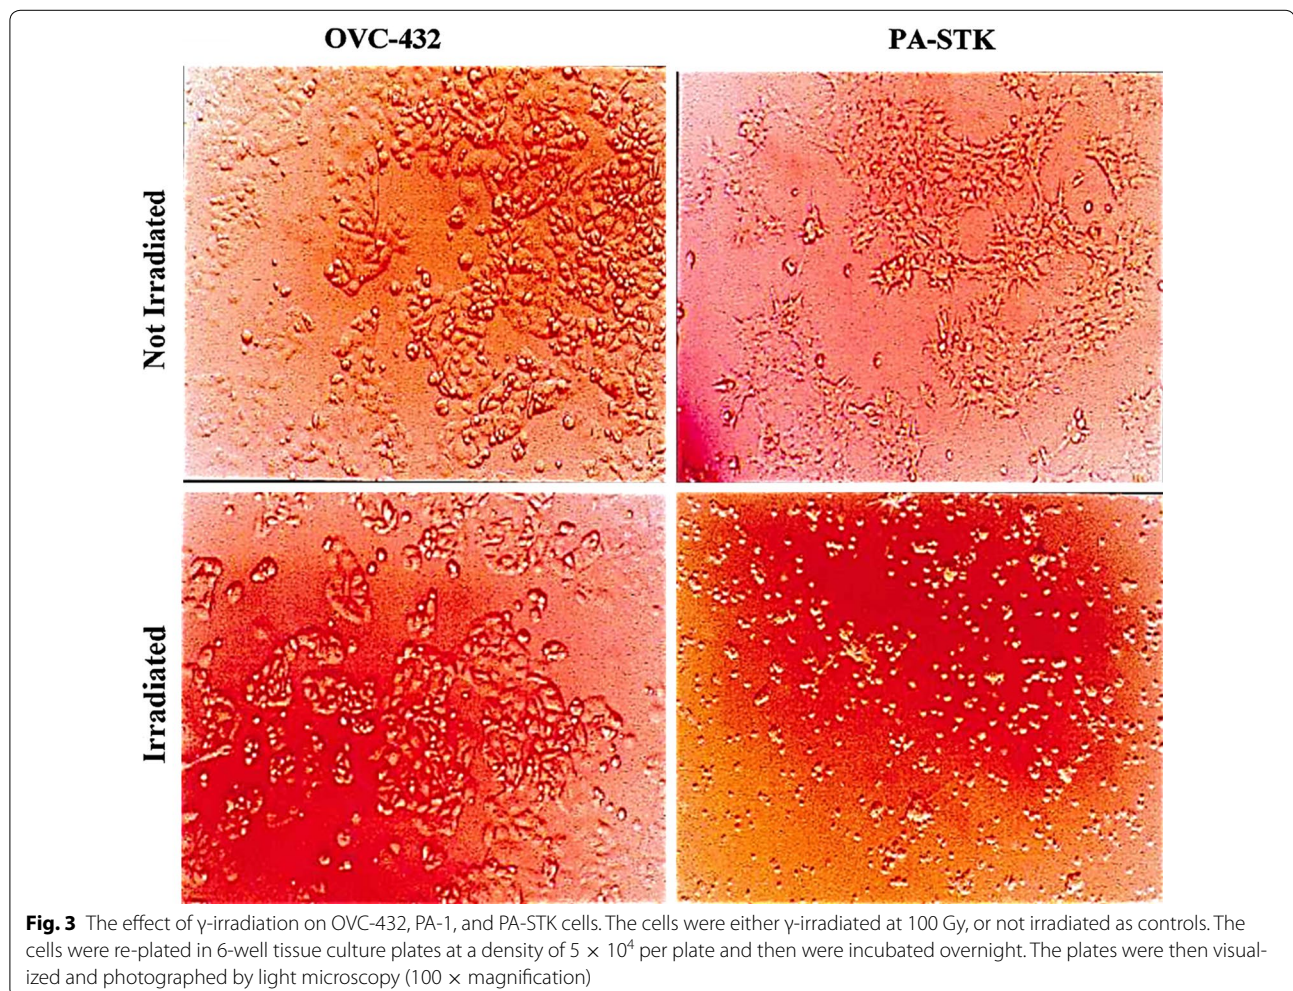 OVC-432
PA-STK
Not Irradiated
Irradiated
Fig. 3 The effect of γ-irradiation on OVC-432, PA-1, and PA-STK cells. The cells were either γ-irradiated at 100 Gy, or not irradiated as controls. The
cells were re-plated in 6-well tissue culture plates at a density of 5 × 10⁴ per plate and then were incubated overnight. The plates were then visual-
ized and photographed by light microscopy (100 × magnification)